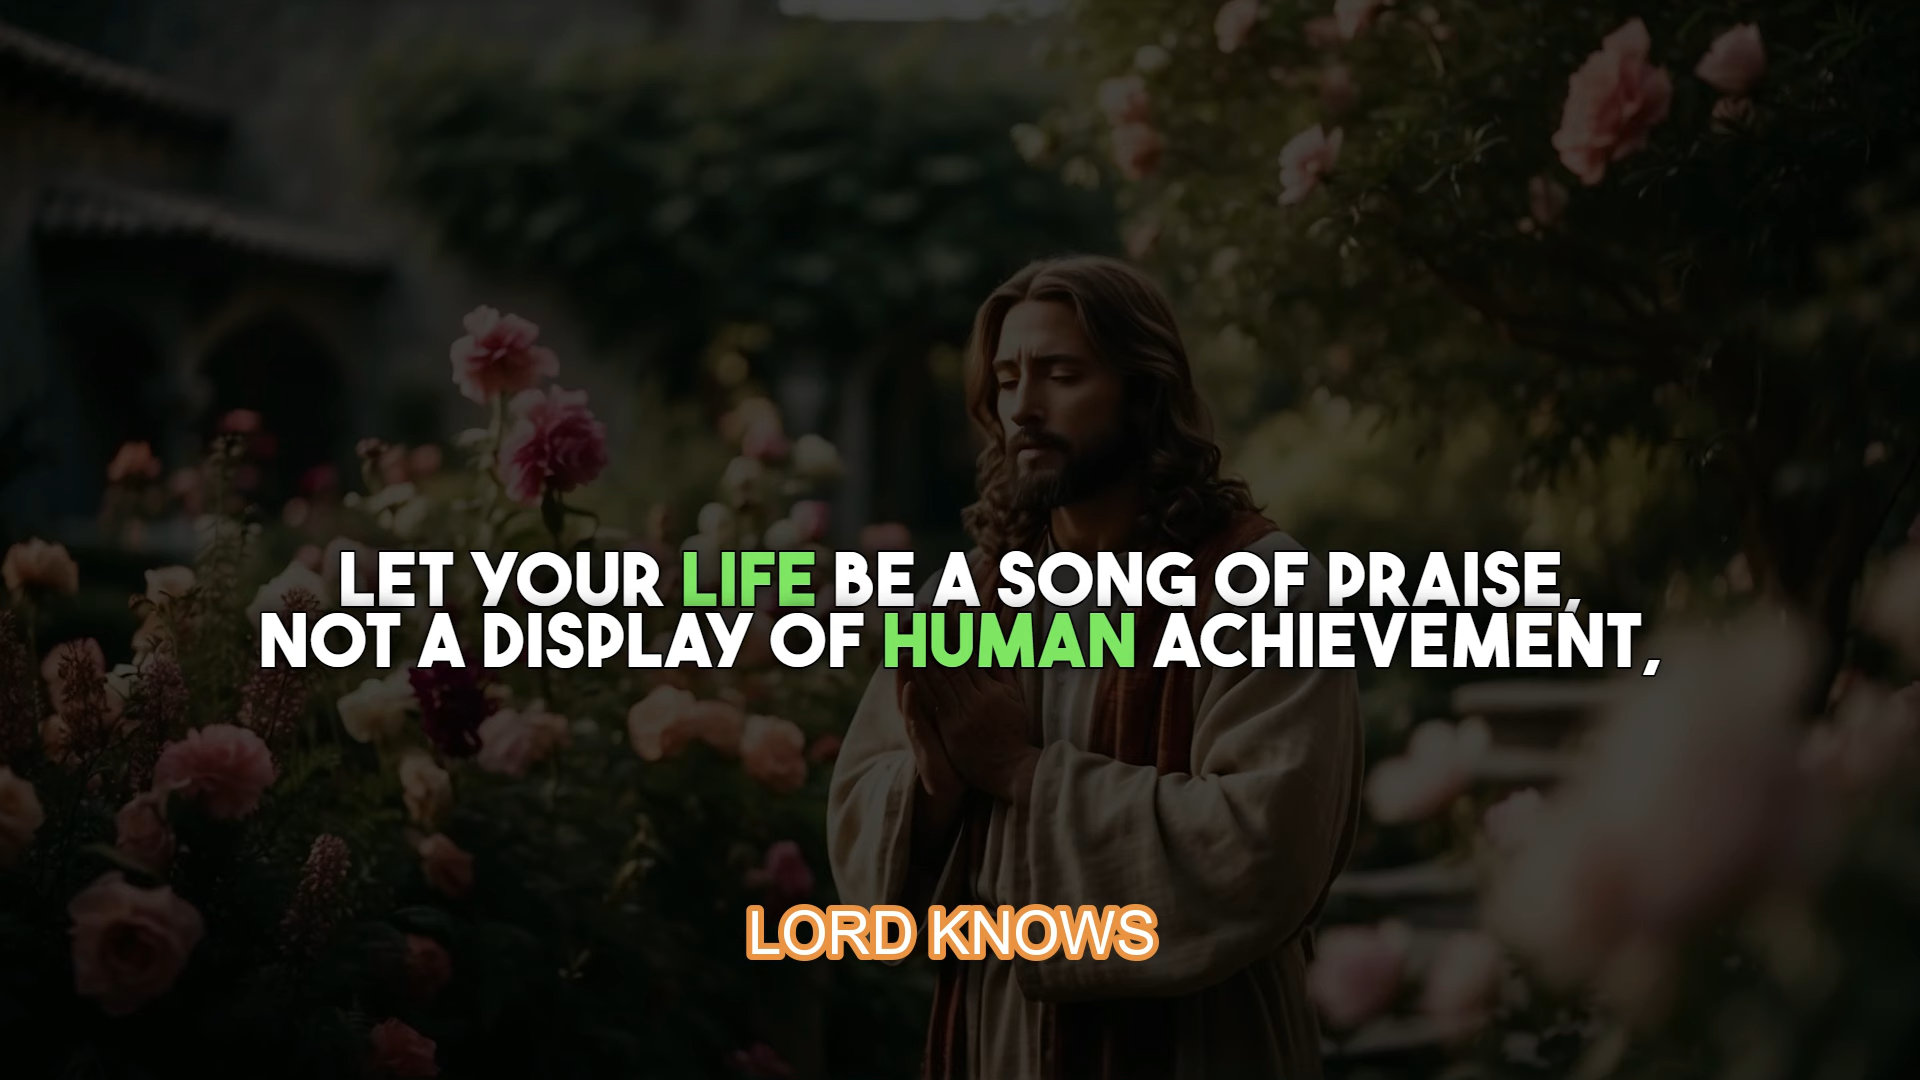 LET YOUR LIFE BE A SONG OF PRAISE,
NOT A DISPLAY OF HUMAN ACHIEVEMENT,
LORD KNOWS